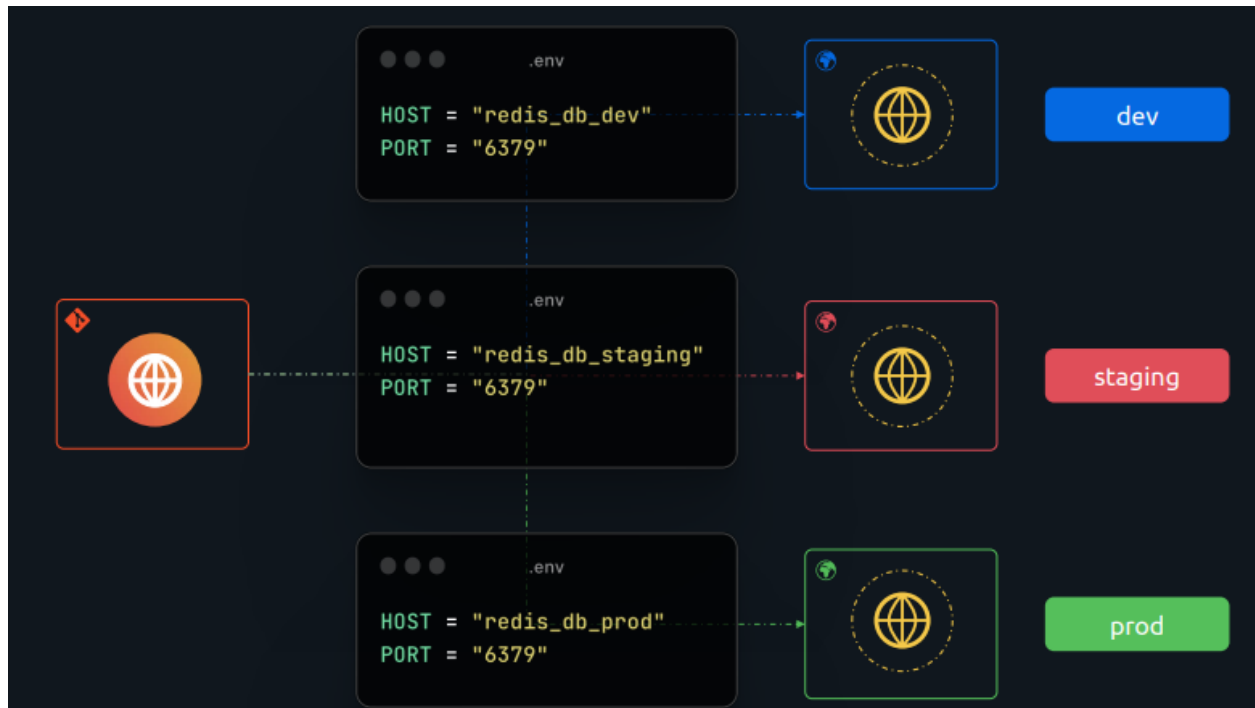 .env
HOST = "redis_db_dev"
PORT = "6379"
dev
.env
HOST = "redis_db_staging"
PORT = "6379"
staging
.env
HOST = "redis_db_prod"
PORT = "6379"
prod